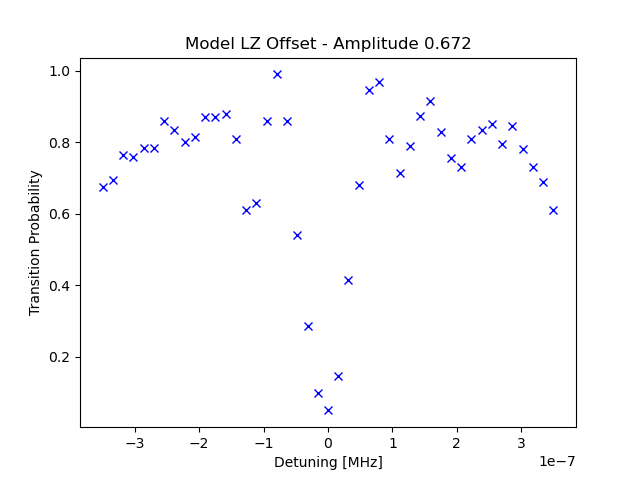 Model LZ Offset - Amplitude 0.672
Transition Probability
1.0
0.8
0.6
0.4
0.2
−3 −2 −1 0 1 2 3
1e−7
Detuning [MHz]